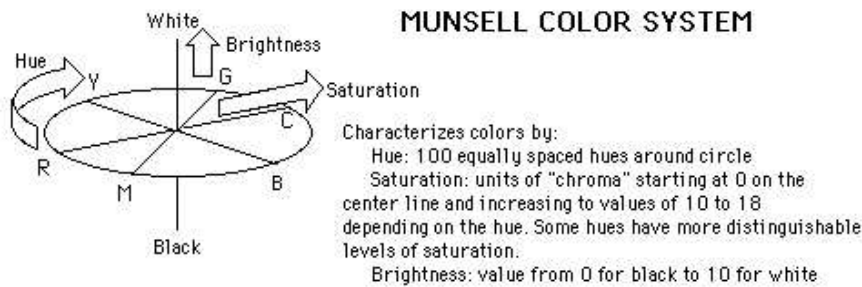 MUNSELL COLOR SYSTEM
White
Brightness
Hue
Y
G
Saturation
C
R
M
B
Black
Characterizes colors by:
Hue: 100 equally spaced hues around circle
Saturation: units of "chroma" starting at 0 on the
center line and increasing to values of 10 to 18
depending on the hue. Some hues have more distinguishable
levels of saturation.
Brightness: value from 0 for black to 10 for white